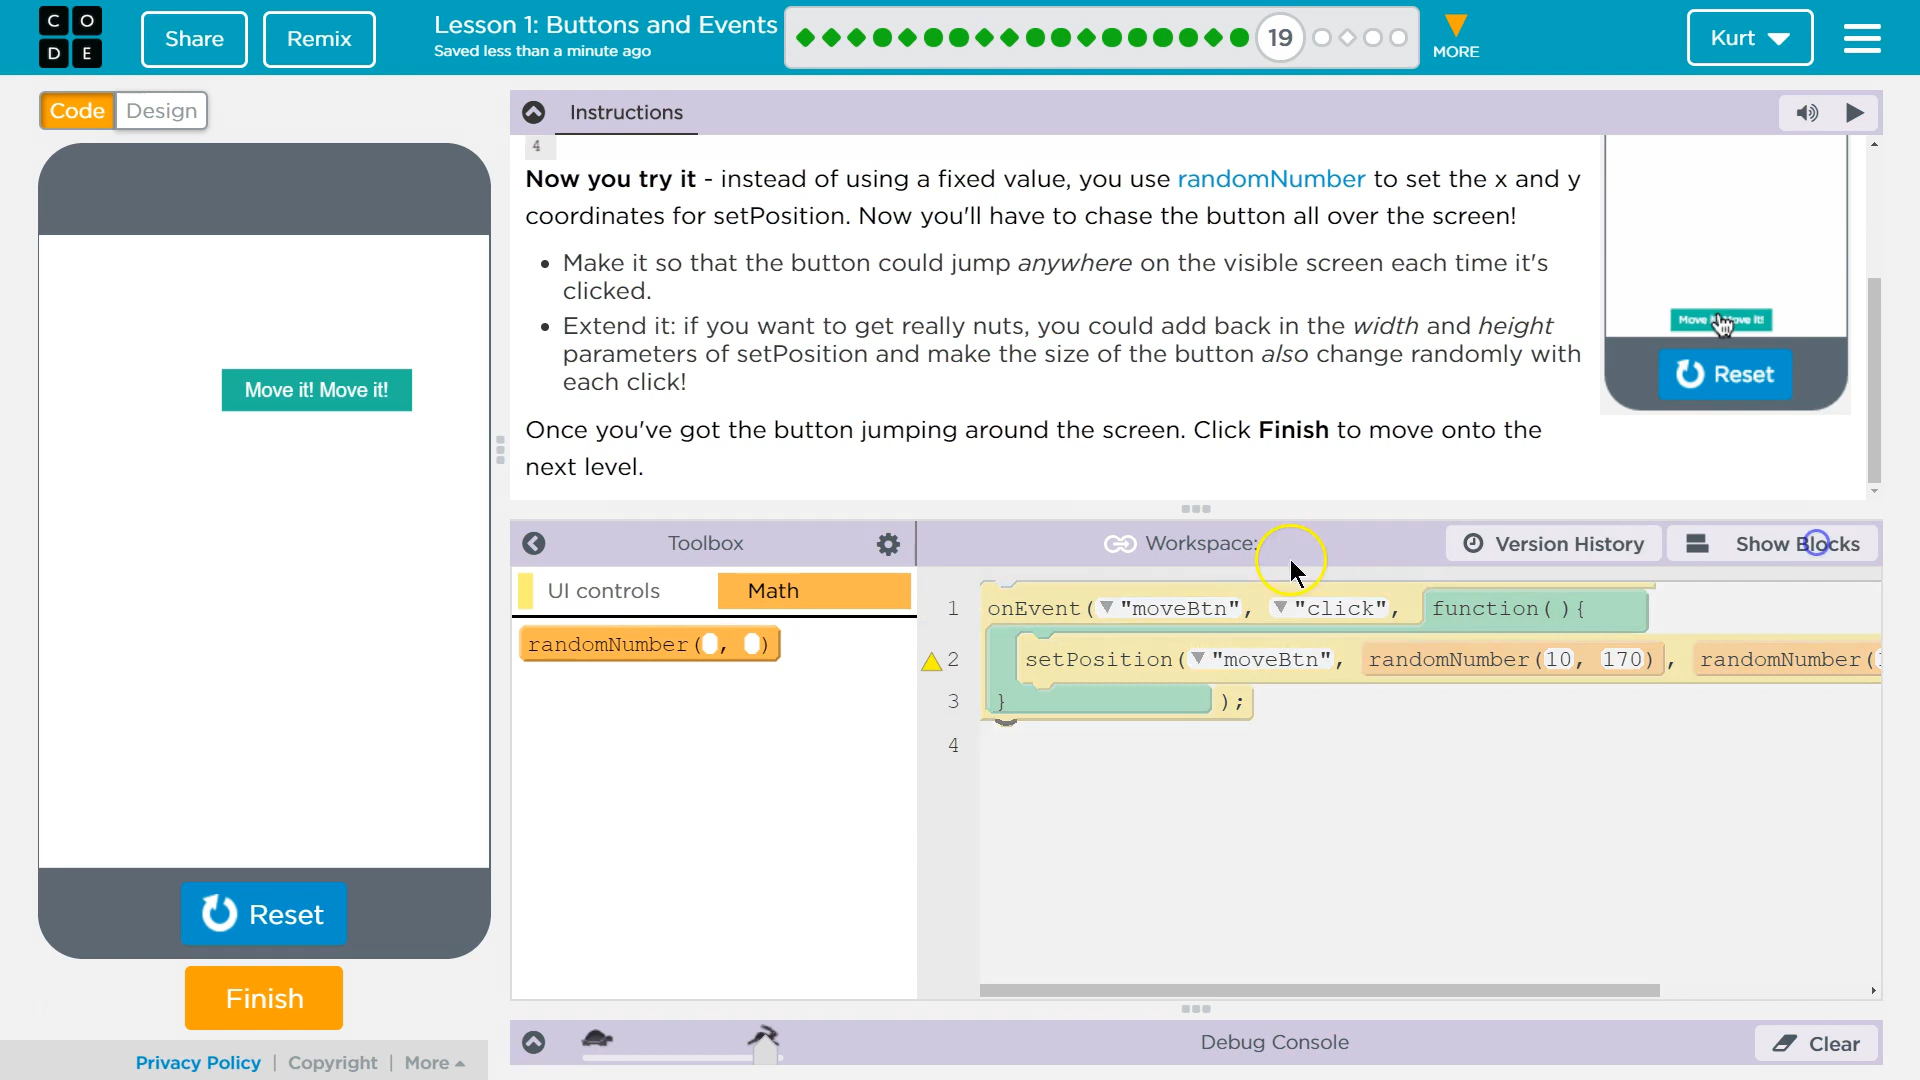 C O
D E
Share
Remix
Lesson 1: Buttons and Events
Saved less than a minute ago
19
MORE
Kurt
Code
Design
Instructions
4
Now you try it - instead of using a fixed value, you use randomNumber to set the x and y
coordinates for setPosition. Now you'll have to chase the button all over the screen!
Make it so that the button could jump anywhere on the visible screen each time it's
clicked.
Extend it: if you want to get really nuts, you could add back in the width and height
parameters of setPosition and make the size of the button also change randomly with
each click!
Once you've got the button jumping around the screen. Click Finish to move onto the
next level.
Reset
Move it! Move it!
Toolbox
Workspace:
Version History
Show Blocks
UI controls
Math
randomNumber( , )
1 onEvent( ▼ "moveBtn", ▼ "click", function( ){
2 setPosition( ▼ "moveBtn", randomNumber(10, 170), randomNumber(
3 } );
4
Reset
Finish
Privacy Policy | Copyright | More
Debug Console
Clear